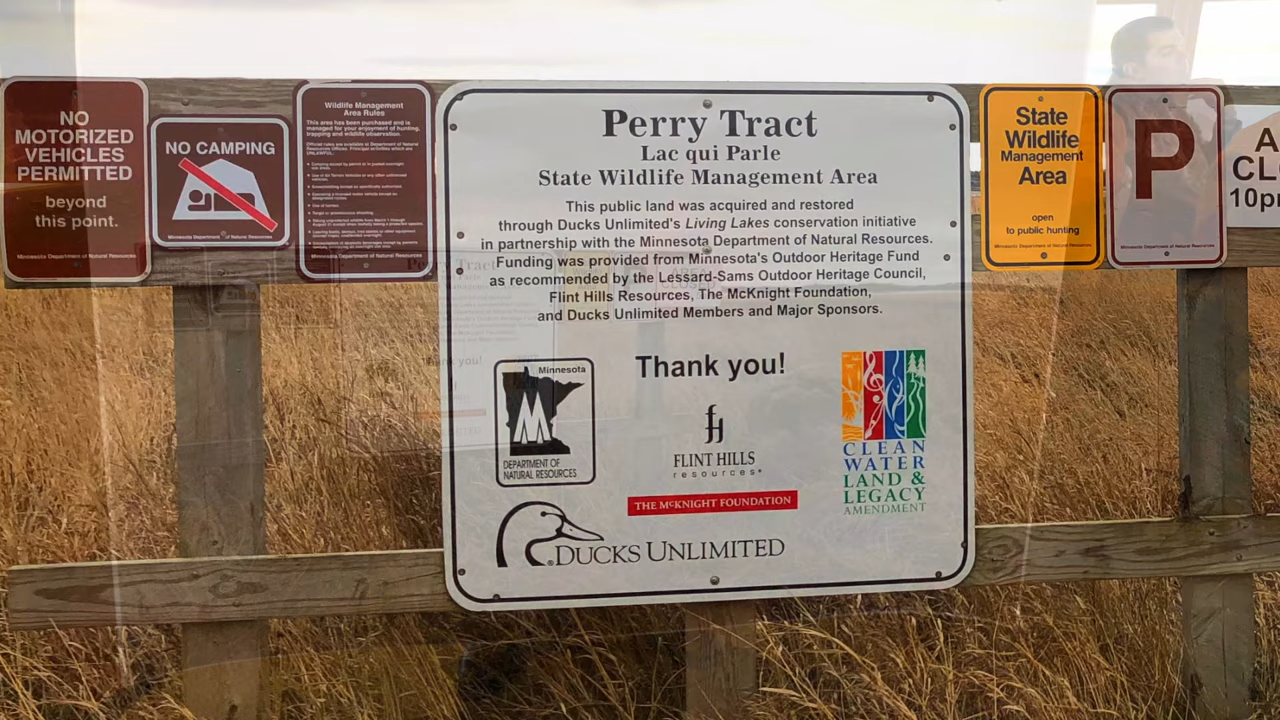 NO
MOTORIZED
VEHICLES
PERMITTED
beyond
this point.
Minnesota Department of Natural Resources
NO CAMPING
Minnesota Department of Natural Resources
Wildlife Management
Area Rules
This area has been purchased and is
managed for your enjoyment of hunting,
trapping and wildlife observation.
Minnesota Department of Natural Resources
Perry Tract
Lac qui Parle
State Wildlife Management Area
This public land was acquired and restored
through Ducks Unlimited's Living Lakes conservation initiative
in partnership with the Minnesota Department of Natural Resources.
Funding was provided from Minnesota's Outdoor Heritage Fund
as recommended by the Lessard-Sams Outdoor Heritage Council,
Flint Hills Resources, The McKnight Foundation,
and Ducks Unlimited Members and Major Sponsors.
Thank you!
Minnesota
DEPARTMENT OF
NATURAL RESOURCES
FLINT HILLS
resources
THE McKNIGHT FOUNDATION
CLEAN
WATER
LAND &
LEGACY
AMENDMENT
DUCKS UNLIMITED
State
Wildlife
Management
Area
open
to public hunting
Minnesota Department of Natural Resources
P
Minnesota Department of Natural Resources
A
CL
10p